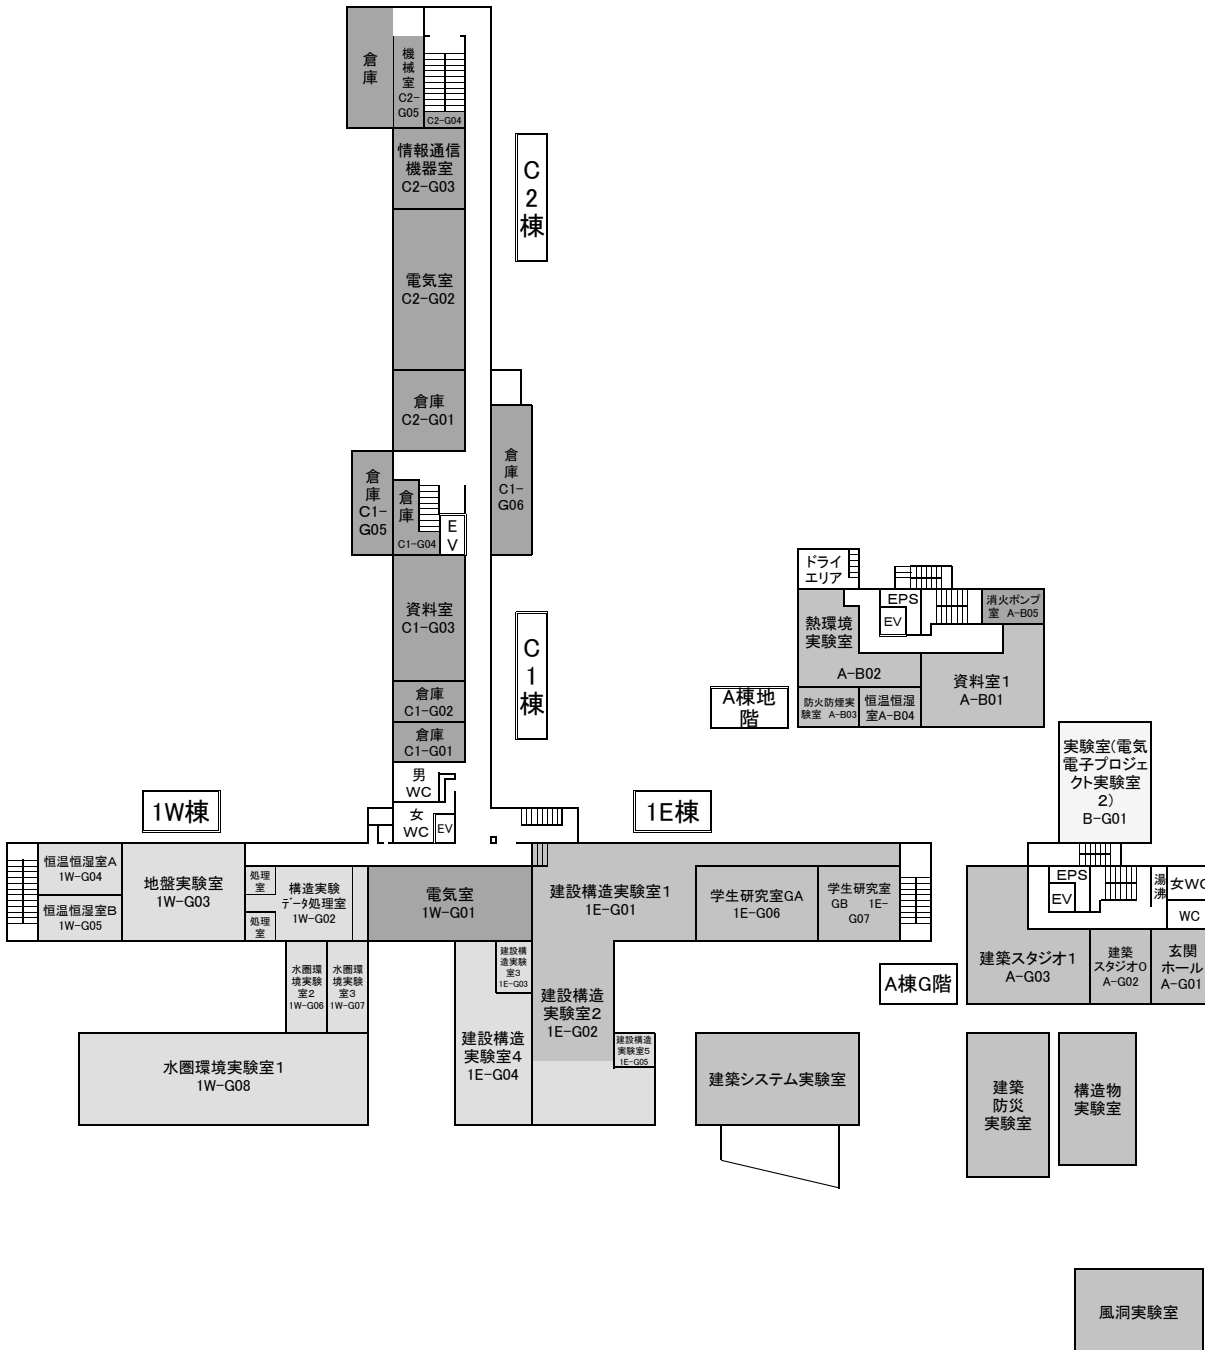 倉
庫
機
械
室
C2-
G05
C2-G04
情報通信
機器室
C2-G03
C
2
棟
電気室
C2-G02
倉庫
C2-G01
倉
庫
C1-
G06
倉
庫
C1-
G05
倉
庫
C1-G04
E
V
資料室
C1-G03
C
1
棟
倉庫
C1-G02
倉庫
C1-G01
男
WC
女
WC
EV
ドライ
エリア
EPS
EV
消火ポンプ
室 A-B05
熱環境
実験室
A-B02
資料室1
A-B01
防火防煙実
験室 A-B03
恒温恒湿
室A-B04
A棟地
階
実験室(電気
電子プロジェ
クト実験室
2)
B-G01
1W棟
1E棟
恒温恒湿室A
1W-G04
恒温恒湿室B
1W-G05
地盤実験室
1W-G03
処理
室
処理
室
構造実験
データ処理室
1W-G02
電気室
1W-G01
建設構造実験室1
1E-G01
学生研究室GA
1E-G06
学生研究室
GB 1E-
G07
EPS
EV
湯
沸
女WC
WC
建築スタジオ1
A-G03
建築
スタジオ0
A-G02
玄関
ホール
A-G01
A棟G階
水圏環
境実験
室2
1W-G06
水圏環
境実験
室3
1W-G07
建設構
造実験
室3
1E-G03
建設構造
実験室2
1E-G02
建設構造
実験室4
1E-G04
建設構造
実験室5
1E-G05
水圏環境実験室1
1W-G08
建築システム実験室
建築
防災
実験室
構造物
実験室
風洞実験室